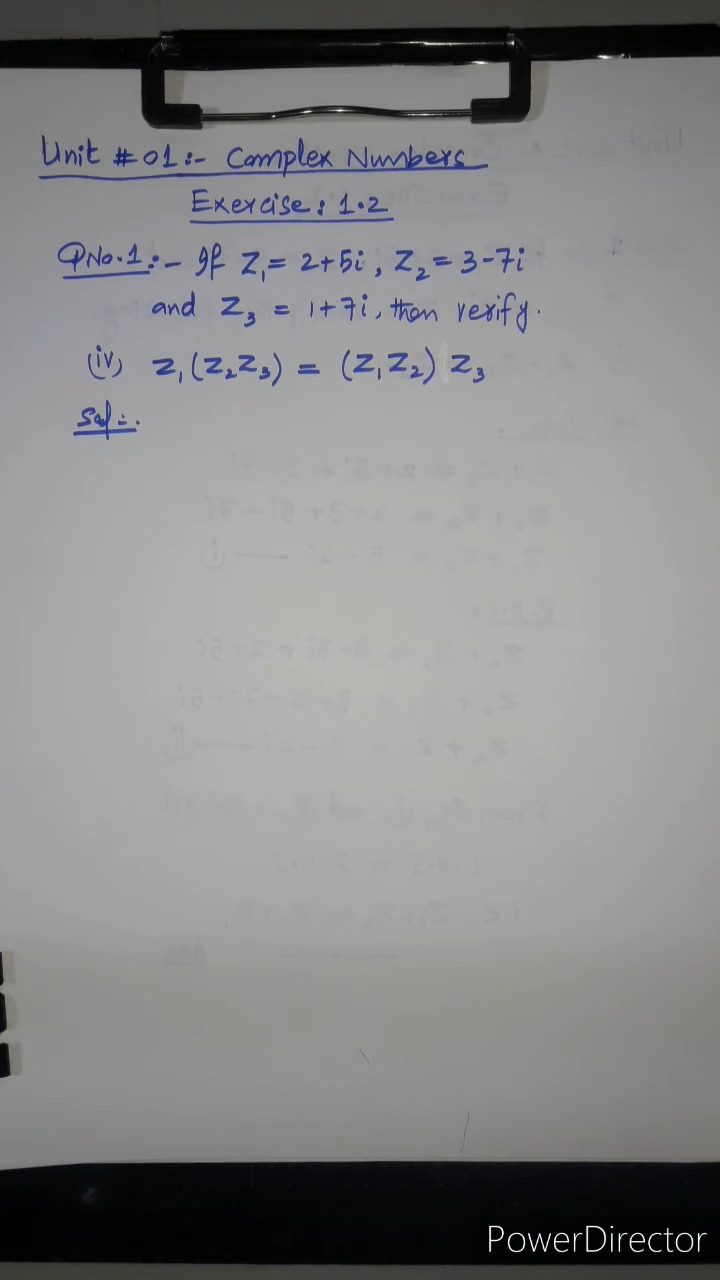 Unit # 01:- Complex Numbers
Exercise: 1.2
QNo.1:- If Z₁ = 2+5i, Z₂ = 3-7i
and Z₃ = 1+7i, then verify.
(iv) Z₁(Z₂Z₃) = (Z₁Z₂) Z₃
Sol:-.
PowerDirector